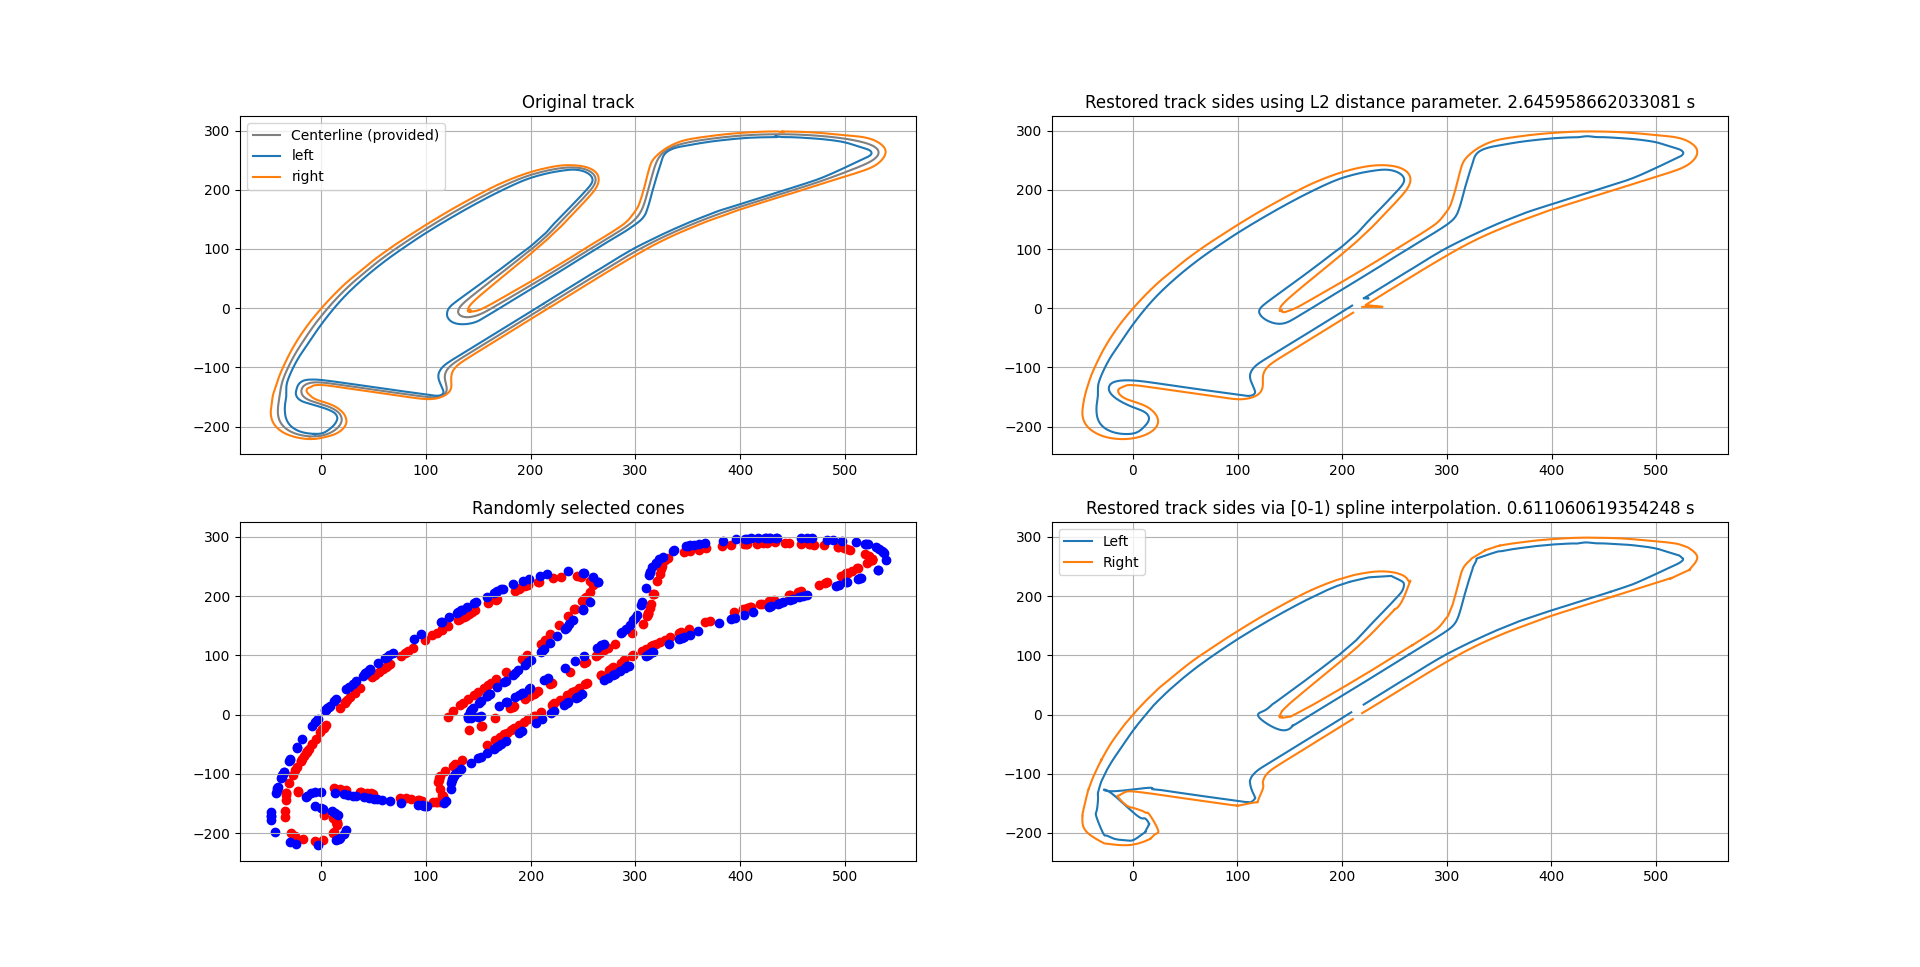 Original track
Centerline (provided)
left
right
300
200
100
0
−100
−200
0 100 200 300 400 500
Restored track sides using L2 distance parameter. 2.645958662033081 s
300
200
100
0
−100
−200
0 100 200 300 400 500
Randomly selected cones
300
200
100
0
−100
−200
0 100 200 300 400 500
Restored track sides via [0-1) spline interpolation. 0.611060619354248 s
Left
Right
300
200
100
0
−100
−200
0 100 200 300 400 500